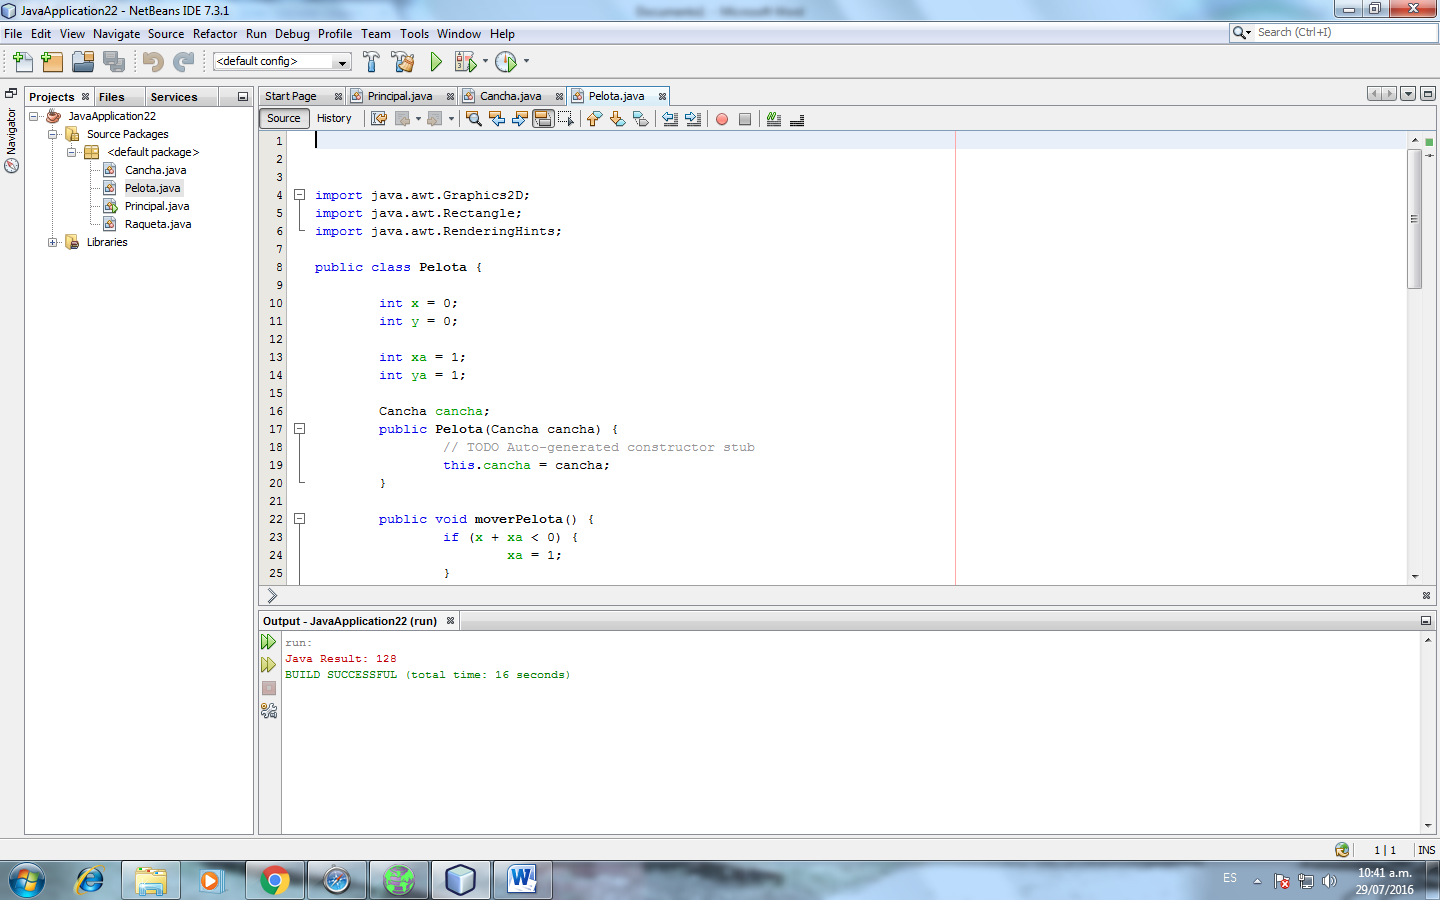 JavaApplication22 - NetBeans IDE 7.3.1
Documento1 - Microsoft Word
File Edit View Navigate Source Refactor Run Debug Profile Team Tools Window Help
Search (Ctrl+I)
<default config>
Projects Files Services
Start Page Principal.java Cancha.java Pelota.java
Navigator
Source History
JavaApplication22
Source Packages
<default package>
Cancha.java
Pelota.java
Principal.java
Raqueta.java
Libraries
1
2
3
4 import java.awt.Graphics2D;
5 import java.awt.Rectangle;
6 import java.awt.RenderingHints;
7
8 public class Pelota {
9
10 int x = 0;
11 int y = 0;
12
13 int xa = 1;
14 int ya = 1;
15
16 Cancha cancha;
17 public Pelota(Cancha cancha) {
18 // TODO Auto-generated constructor stub
19 this.cancha = cancha;
20 }
21
22 public void moverPelota() {
23 if (x + xa < 0) {
24 xa = 1;
25 }
Output - JavaApplication22 (run)
run:
Java Result: 128
BUILD SUCCESSFUL (total time: 16 seconds)
1 | 1 INS
ES
10:41 a.m.
29/07/2016